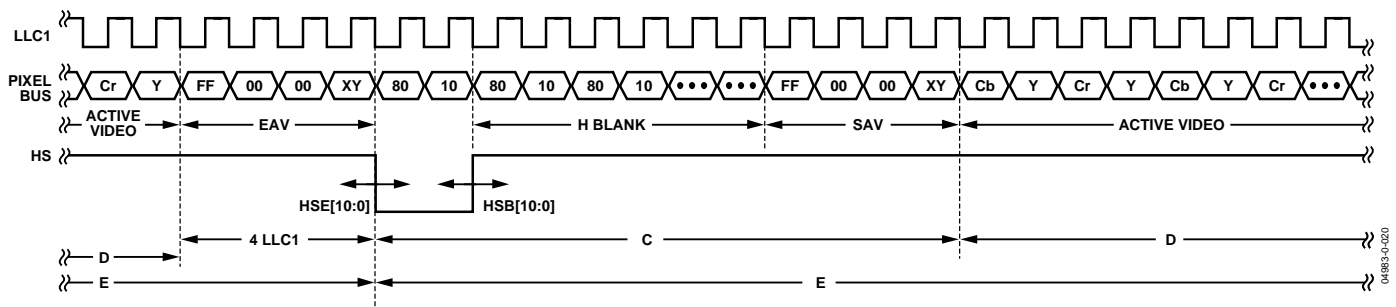 LLC1
PIXEL BUS Cr Y FF 00 00 XY 80 10 80 10 80 10 ••• ••• FF 00 00 XY Cb Y Cr Y Cb Y Cr •••
ACTIVE VIDEO EAV H BLANK SAV ACTIVE VIDEO
HS
HSE[10:0] HSB[10:0]
4 LLC1 C D
D
E E
04983-0-020